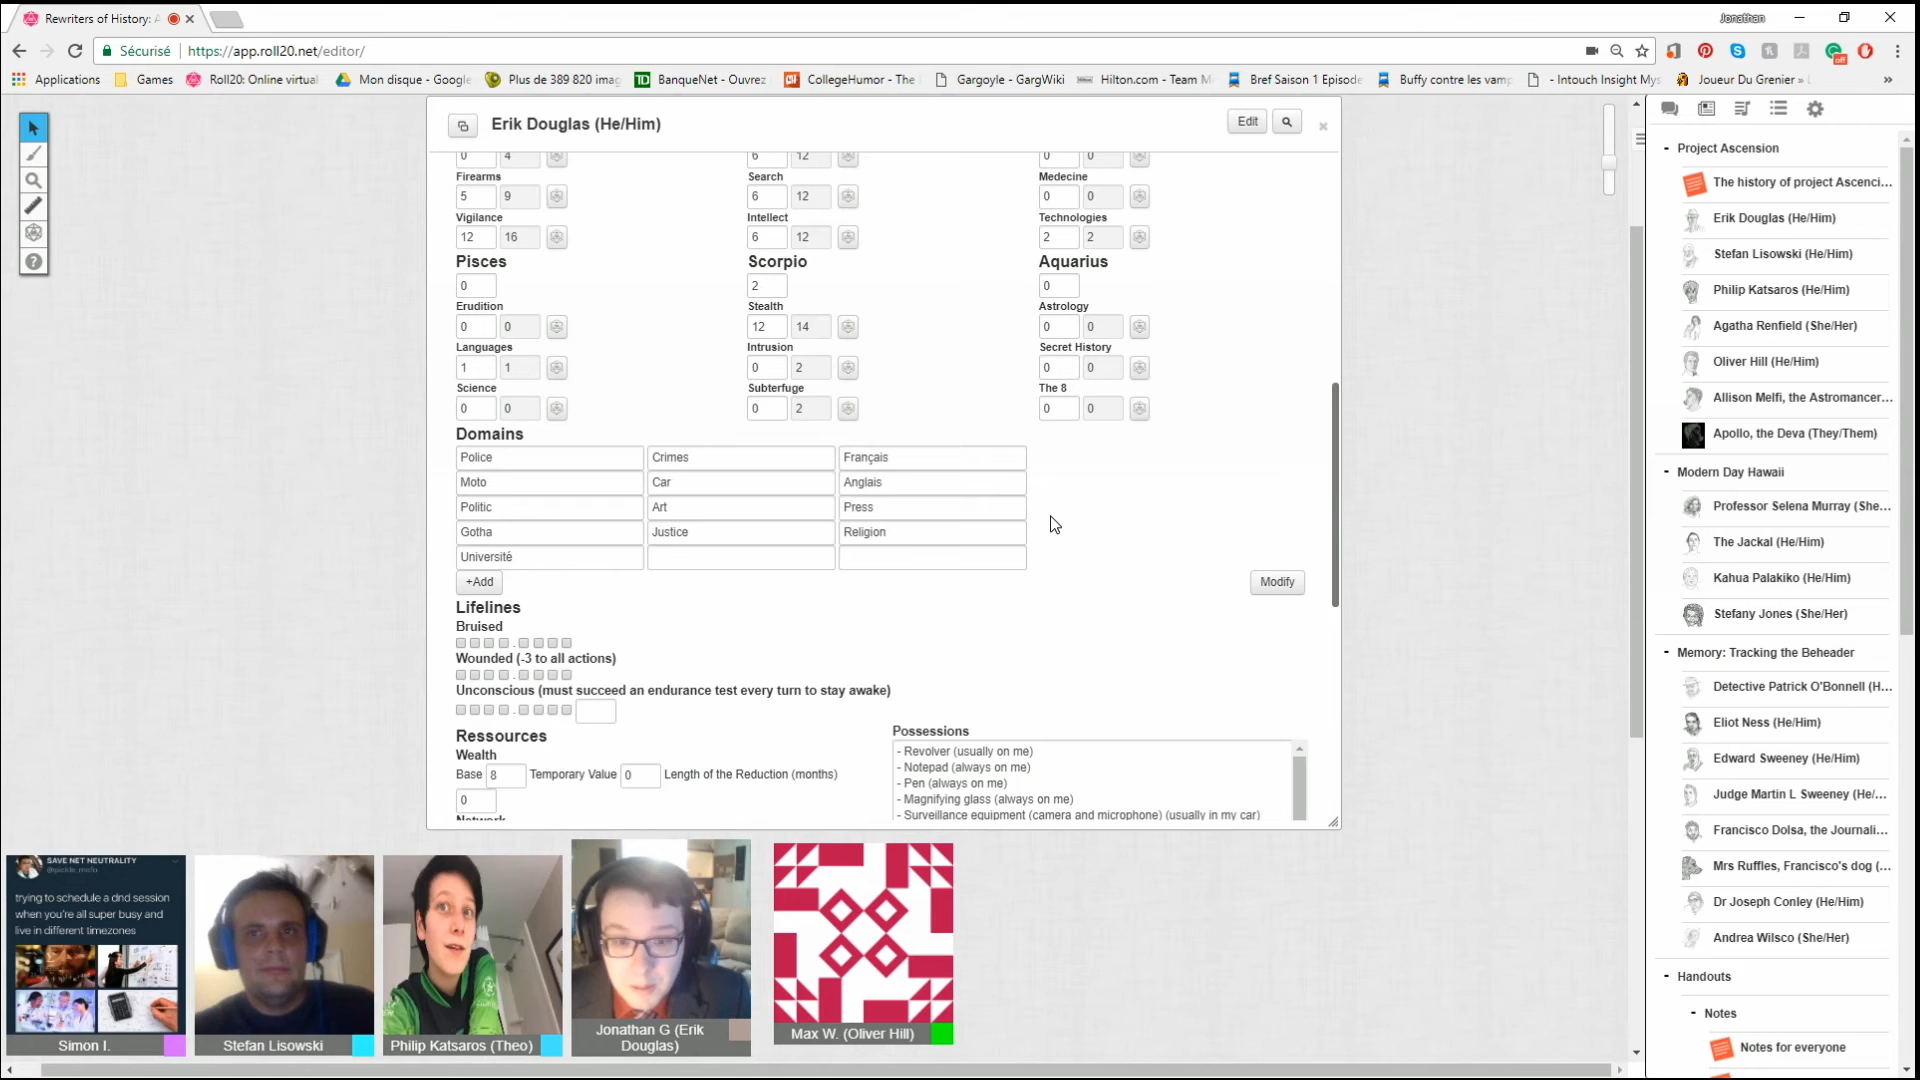 Rewriters of History: A
Jonathan
Sécurisé
https://app.roll20.net/editor/
Applications
Games
Roll20: Online virtual
Mon disque - Google
Plus de 389 820 imag
BanqueNet - Ouvrez
CollegeHumor - The
Gargoyle - GargWiki
Hilton.com - Team M
Bref Saison 1 Episode
Buffy contre les vamp
- Intouch Insight Mys
Joueur Du Grenier »
»
Erik Douglas (He/Him)
Edit
0 4 6 12 0 0
Firearms Search Medecine
5 9 6 12 0 0
Vigilance Intellect Technologies
12 16 6 12 2 2
Pisces Scorpio Aquarius
0 2 0
Erudition Stealth Astrology
0 0 12 14 0 0
Languages Intrusion Secret History
1 1 0 2 0 0
Science Subterfuge The 8
0 0 0 2 0 0
Domains
Police Crimes Français
Moto Car Anglais
Politic Art Press
Gotha Justice Religion
Université
+Add Modify
Lifelines
Bruised
Wounded (-3 to all actions)
Unconscious (must succeed an endurance test every turn to stay awake)
Ressources
Wealth
Base 8 Temporary Value 0 Length of the Reduction (months)
0
Network
Possessions
- Revolver (usually on me)
- Notepad (always on me)
- Pen (always on me)
- Magnifying glass (always on me)
- Surveillance equipment (camera and microphone) (usually in my car)
Project Ascension
The history of project Ascenci...
Erik Douglas (He/Him)
Stefan Lisowski (He/Him)
Philip Katsaros (He/Him)
Agatha Renfield (She/Her)
Oliver Hill (He/Him)
Allison Melfi, the Astromancer...
Apollo, the Deva (They/Them)
Modern Day Hawaii
Professor Selena Murray (She...
The Jackal (He/Him)
Kahua Palakiko (He/Him)
Stefany Jones (She/Her)
Memory: Tracking the Beheader
Detective Patrick O'Bonnell (H...
Eliot Ness (He/Him)
Edward Sweeney (He/Him)
Judge Martin L Sweeney (He/...
Francisco Dolsa, the Journali...
Mrs Ruffles, Francisco's dog (...
Dr Joseph Conley (He/Him)
Andrea Wilsco (She/Her)
Handouts
Notes
Notes for everyone
SAVE NET NEUTRALITY
trying to schedule a dnd session
when you're all super busy and
live in different timezones
Simon I.
Stefan Lisowski
Philip Katsaros (Theo)
Jonathan G (Erik
Douglas)
Max W. (Oliver Hill)